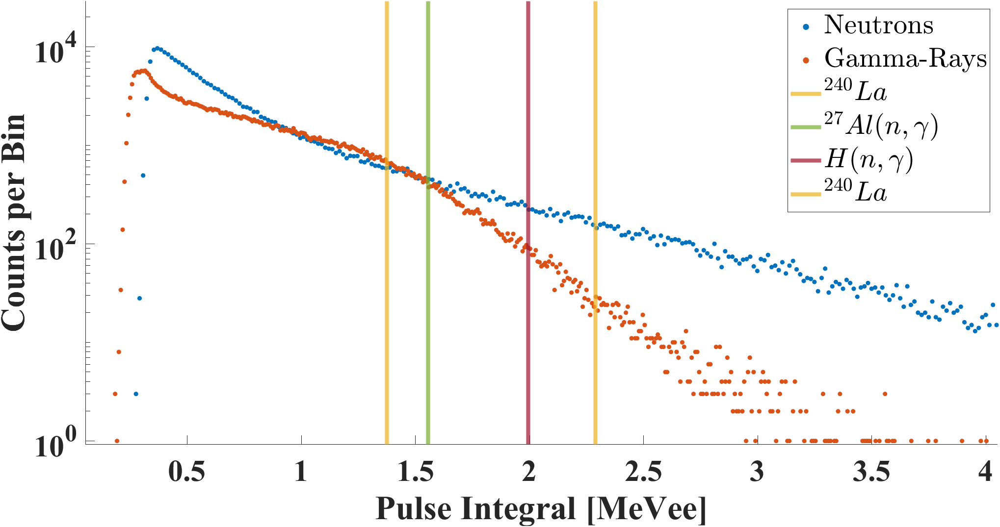 Counts per Bin
10^4
10^2
10^0
0.5 1 1.5 2 2.5 3 3.5 4
Pulse Integral [MeVee]
Neutrons
Gamma-Rays
^240La
^27Al(n, γ)
H(n, γ)
^240La